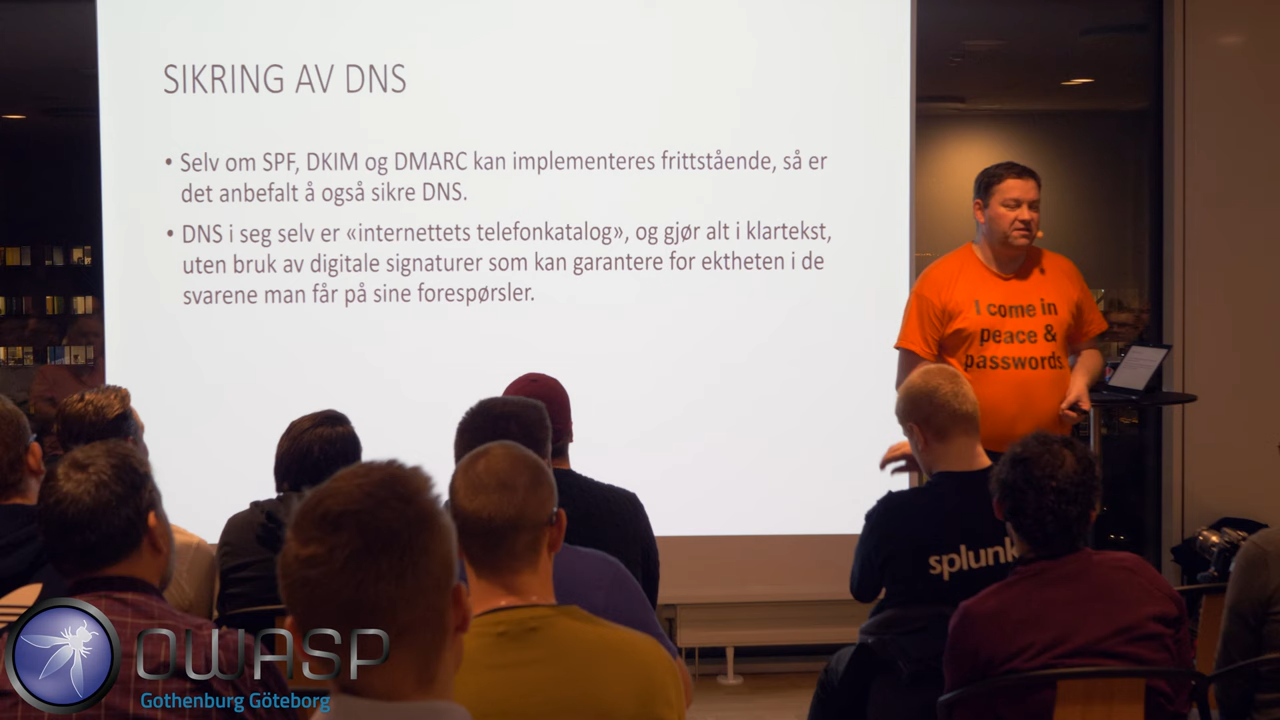 SIKRING AV DNS
• Selv om SPF, DKIM og DMARC kan implementeres frittstående, så er
det anbefalt å også sikre DNS.
• DNS i seg selv er «internettets telefonkatalog», og gjør alt i klartekst,
uten bruk av digitale signaturer som kan garantere for ektheten i de
svarene man får på sine forespørsler.
I come in
peace &
passwords
splunk
OWASP
Gothenburg Göteborg